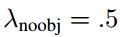 λnoobj = .5